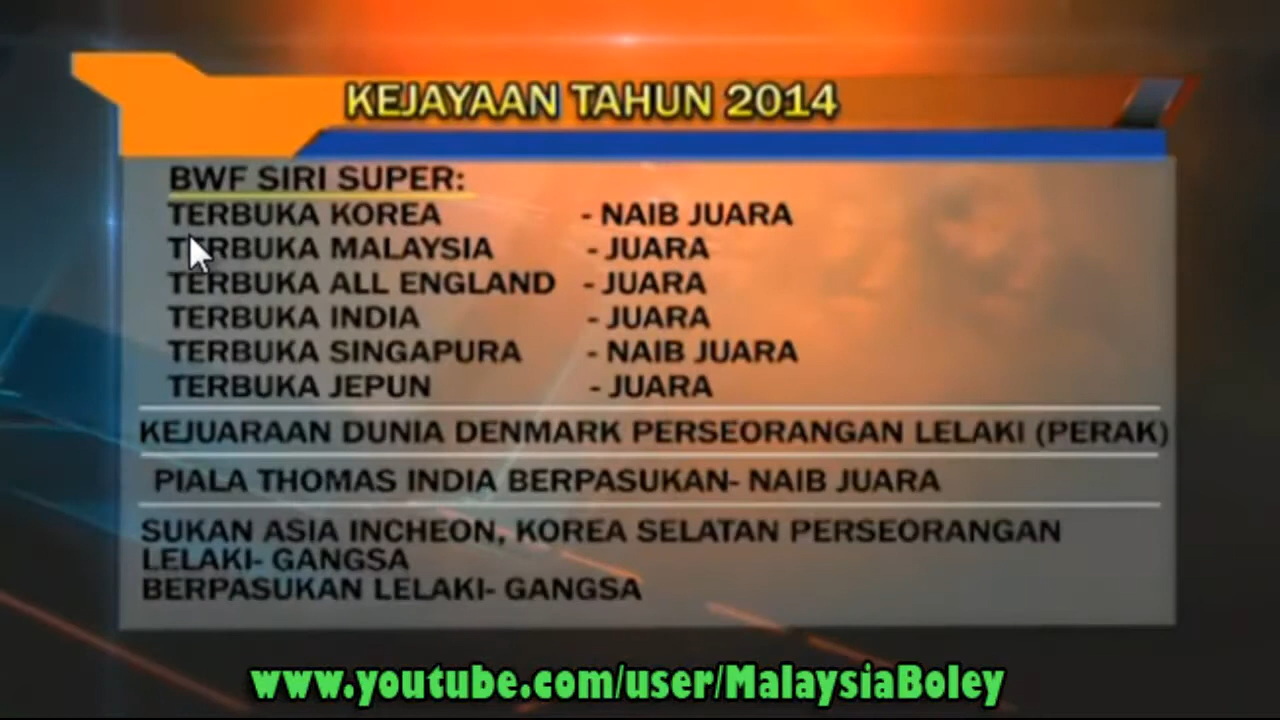 KEJAYAAN TAHUN 2014
BWF SIRI SUPER:
TERBUKA KOREA - NAIB JUARA
TERBUKA MALAYSIA - JUARA
TERBUKA ALL ENGLAND - JUARA
TERBUKA INDIA - JUARA
TERBUKA SINGAPURA - NAIB JUARA
TERBUKA JEPUN - JUARA
KEJUARAAN DUNIA DENMARK PERSEORANGAN LELAKI (PERAK)
PIALA THOMAS INDIA BERPASUKAN- NAIB JUARA
SUKAN ASIA INCHEON, KOREA SELATAN PERSEORANGAN
LELAKI- GANGSA
BERPASUKAN LELAKI- GANGSA
www.youtube.com/user/MalaysiaBoley